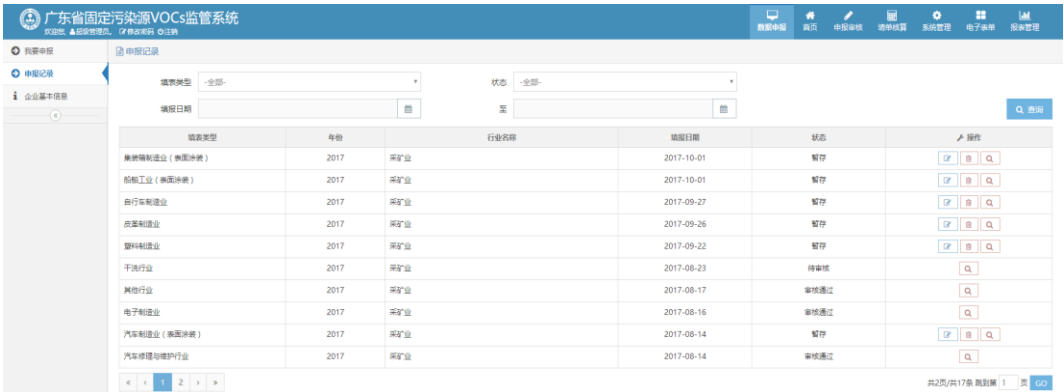 广东省固定污染源VOCs监管系统
欢迎您, 超级管理员, 修改密码 注销
数据申报 首页 申报审核 清单核算 系统管理 电子表单 报表管理
我要申报
申报记录
企业基本信息
申报记录
填表类型 -全部- 状态 -全部-
填报日期 至 查询
填表类型 年份 行业名称 填报日期 状态 操作
集装箱制造业（表面涂装） 2017 采矿业 2017-10-01 暂存
船舶工业（表面涂装） 2017 采矿业 2017-10-01 暂存
自行车制造业 2017 采矿业 2017-09-27 暂存
皮革制造业 2017 采矿业 2017-09-26 暂存
塑料制造业 2017 采矿业 2017-09-22 暂存
干洗行业 2017 采矿业 2017-08-23 待审核
其他行业 2017 采矿业 2017-08-17 审核通过
电子制造业 2017 采矿业 2017-08-16 审核通过
汽车制造业（表面涂装） 2017 采矿业 2017-08-14 暂存
汽车修理与维护行业 2017 采矿业 2017-08-14 审核通过
« ‹ 1 2 › » 共2页/共17条 跳到第 1 页 GO